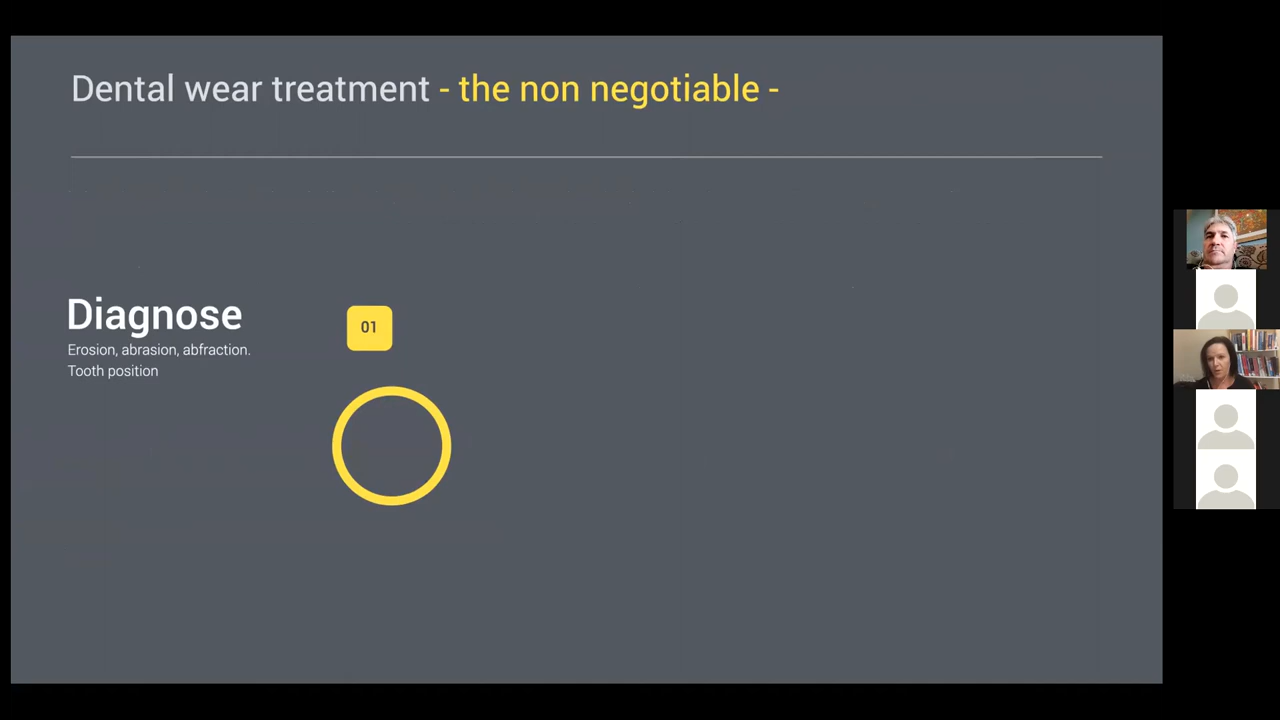 Dental wear treatment - the non negotiable -
Diagnose
Erosion, abrasion, abfraction.
Tooth position
01